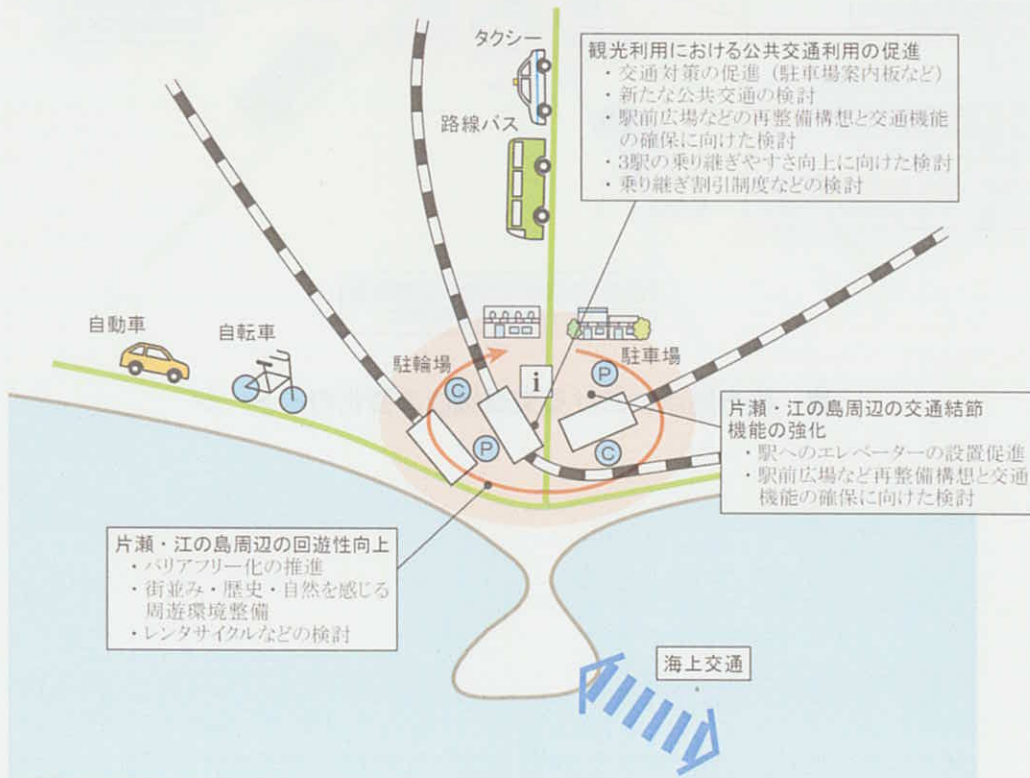 タクシー
路線バス
観光利用における公共交通利用の促進
・交通対策の促進（駐車場案内板など）
・新たな公共交通の検討
・駅前広場などの再整備構想と交通機能
の確保に向けた検討
・3駅の乗り継ぎやすさ向上に向けた検討
・乗り継ぎ割引制度などの検討
自動車
自転車
駐輪場
駐車場
C
i
P
P
C
片瀬・江の島周辺の交通結節
機能の強化
・駅へのエレベーターの設置促進
・駅前広場など再整備構想と交通
機能の確保に向けた検討
片瀬・江の島周辺の回遊性向上
・バリアフリー化の推進
・街並み・歴史・自然を感じる
周遊環境整備
・レンタサイクルなどの検討
海上交通